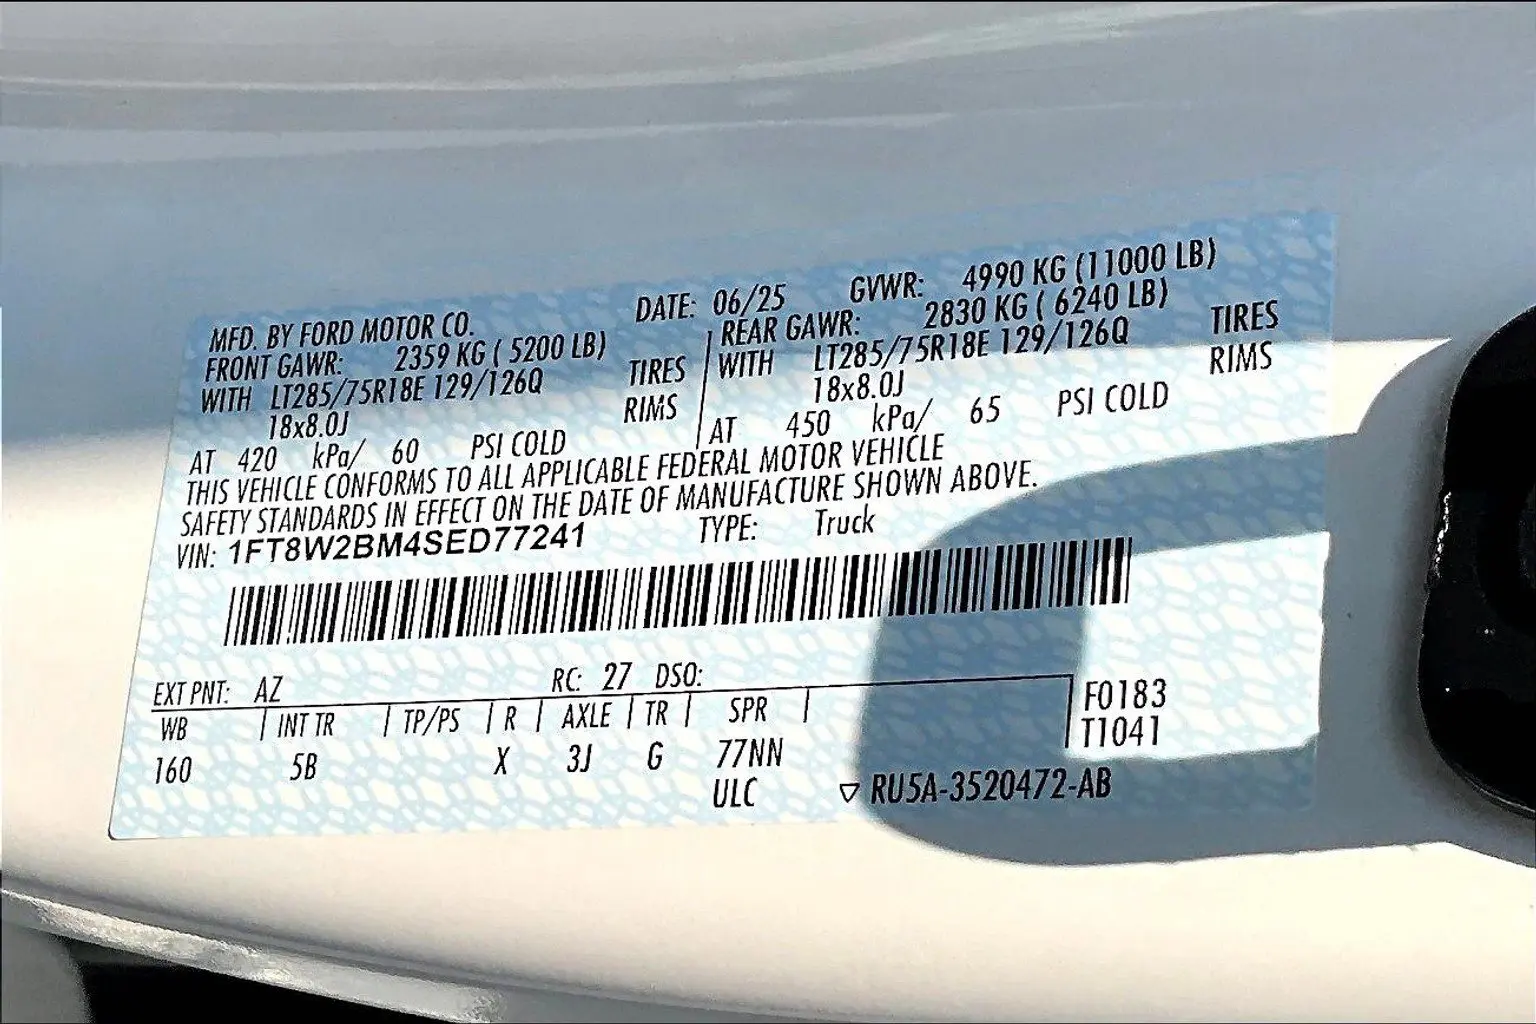 MFD. BY FORD MOTOR CO. DATE: 06/25 GVWR: 4990 KG (11000 LB)
FRONT GAWR: 2359 KG ( 5200 LB) REAR GAWR: 2830 KG ( 6240 LB)
WITH LT285/75R18E 129/126Q TIRES WITH LT285/75R18E 129/126Q TIRES
18x8.0J RIMS 18x8.0J RIMS
AT 420 kPa/ 60 PSI COLD AT 450 kPa/ 65 PSI COLD
THIS VEHICLE CONFORMS TO ALL APPLICABLE FEDERAL MOTOR VEHICLE
SAFETY STANDARDS IN EFFECT ON THE DATE OF MANUFACTURE SHOWN ABOVE.
VIN: 1FT8W2BM4SED77241 TYPE: Truck
EXT PNT: AZ RC: 27 DSO:
WB INT TR TP/PS R AXLE TR SPR F0183
160 5B X 3J G 77NN T1041
ULC ▽ RU5A-3520472-AB